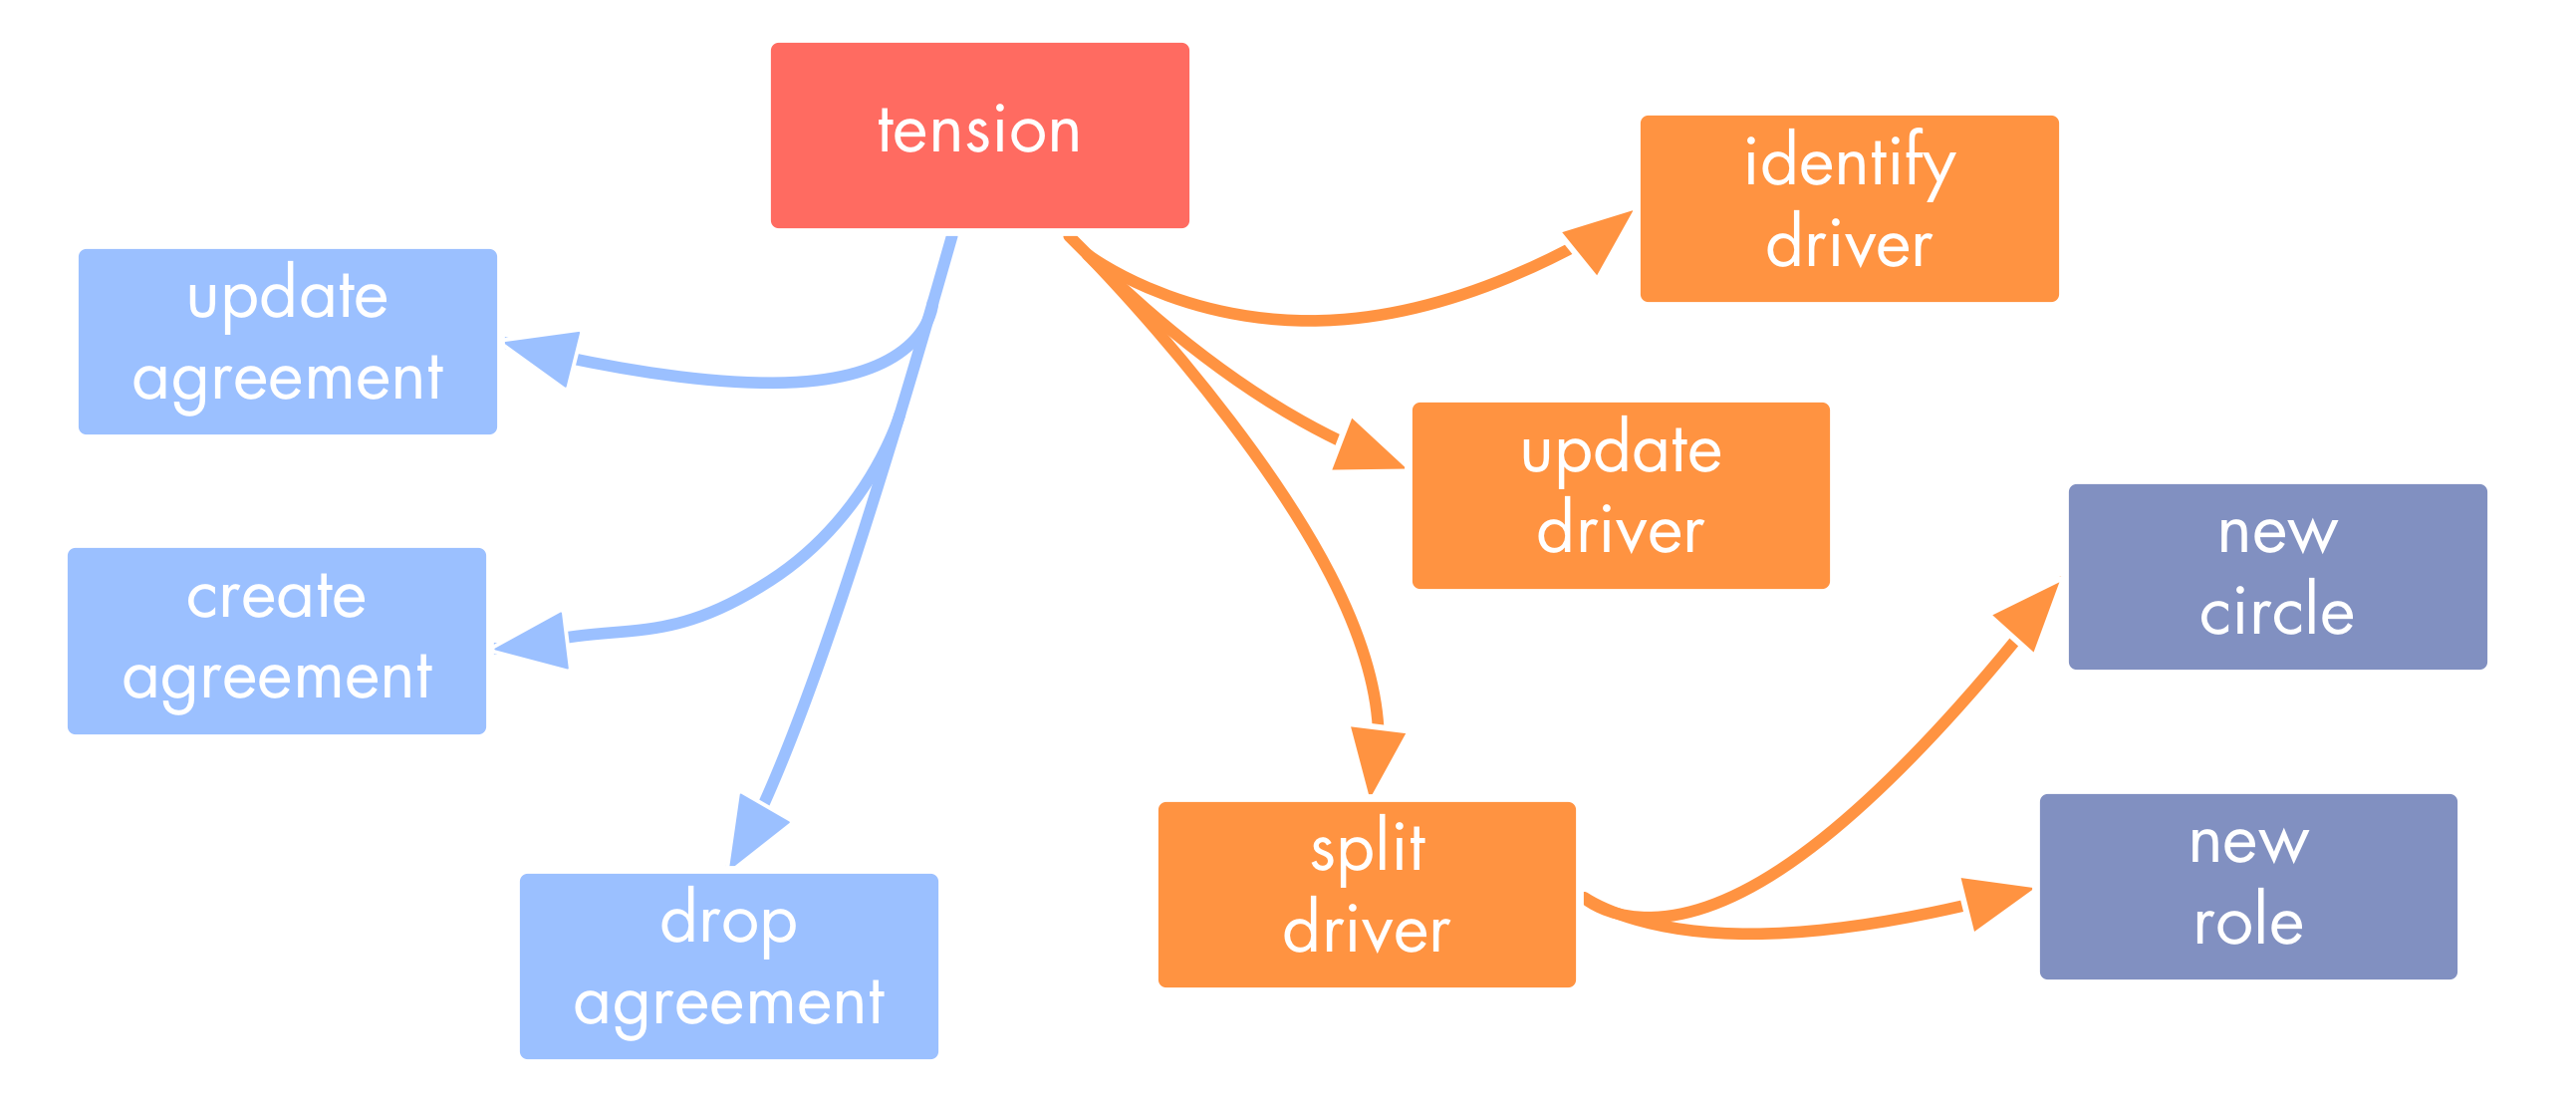 tension
identify
driver
update
agreement
update
driver
new
circle
create
agreement
split
driver
new
role
drop
agreement